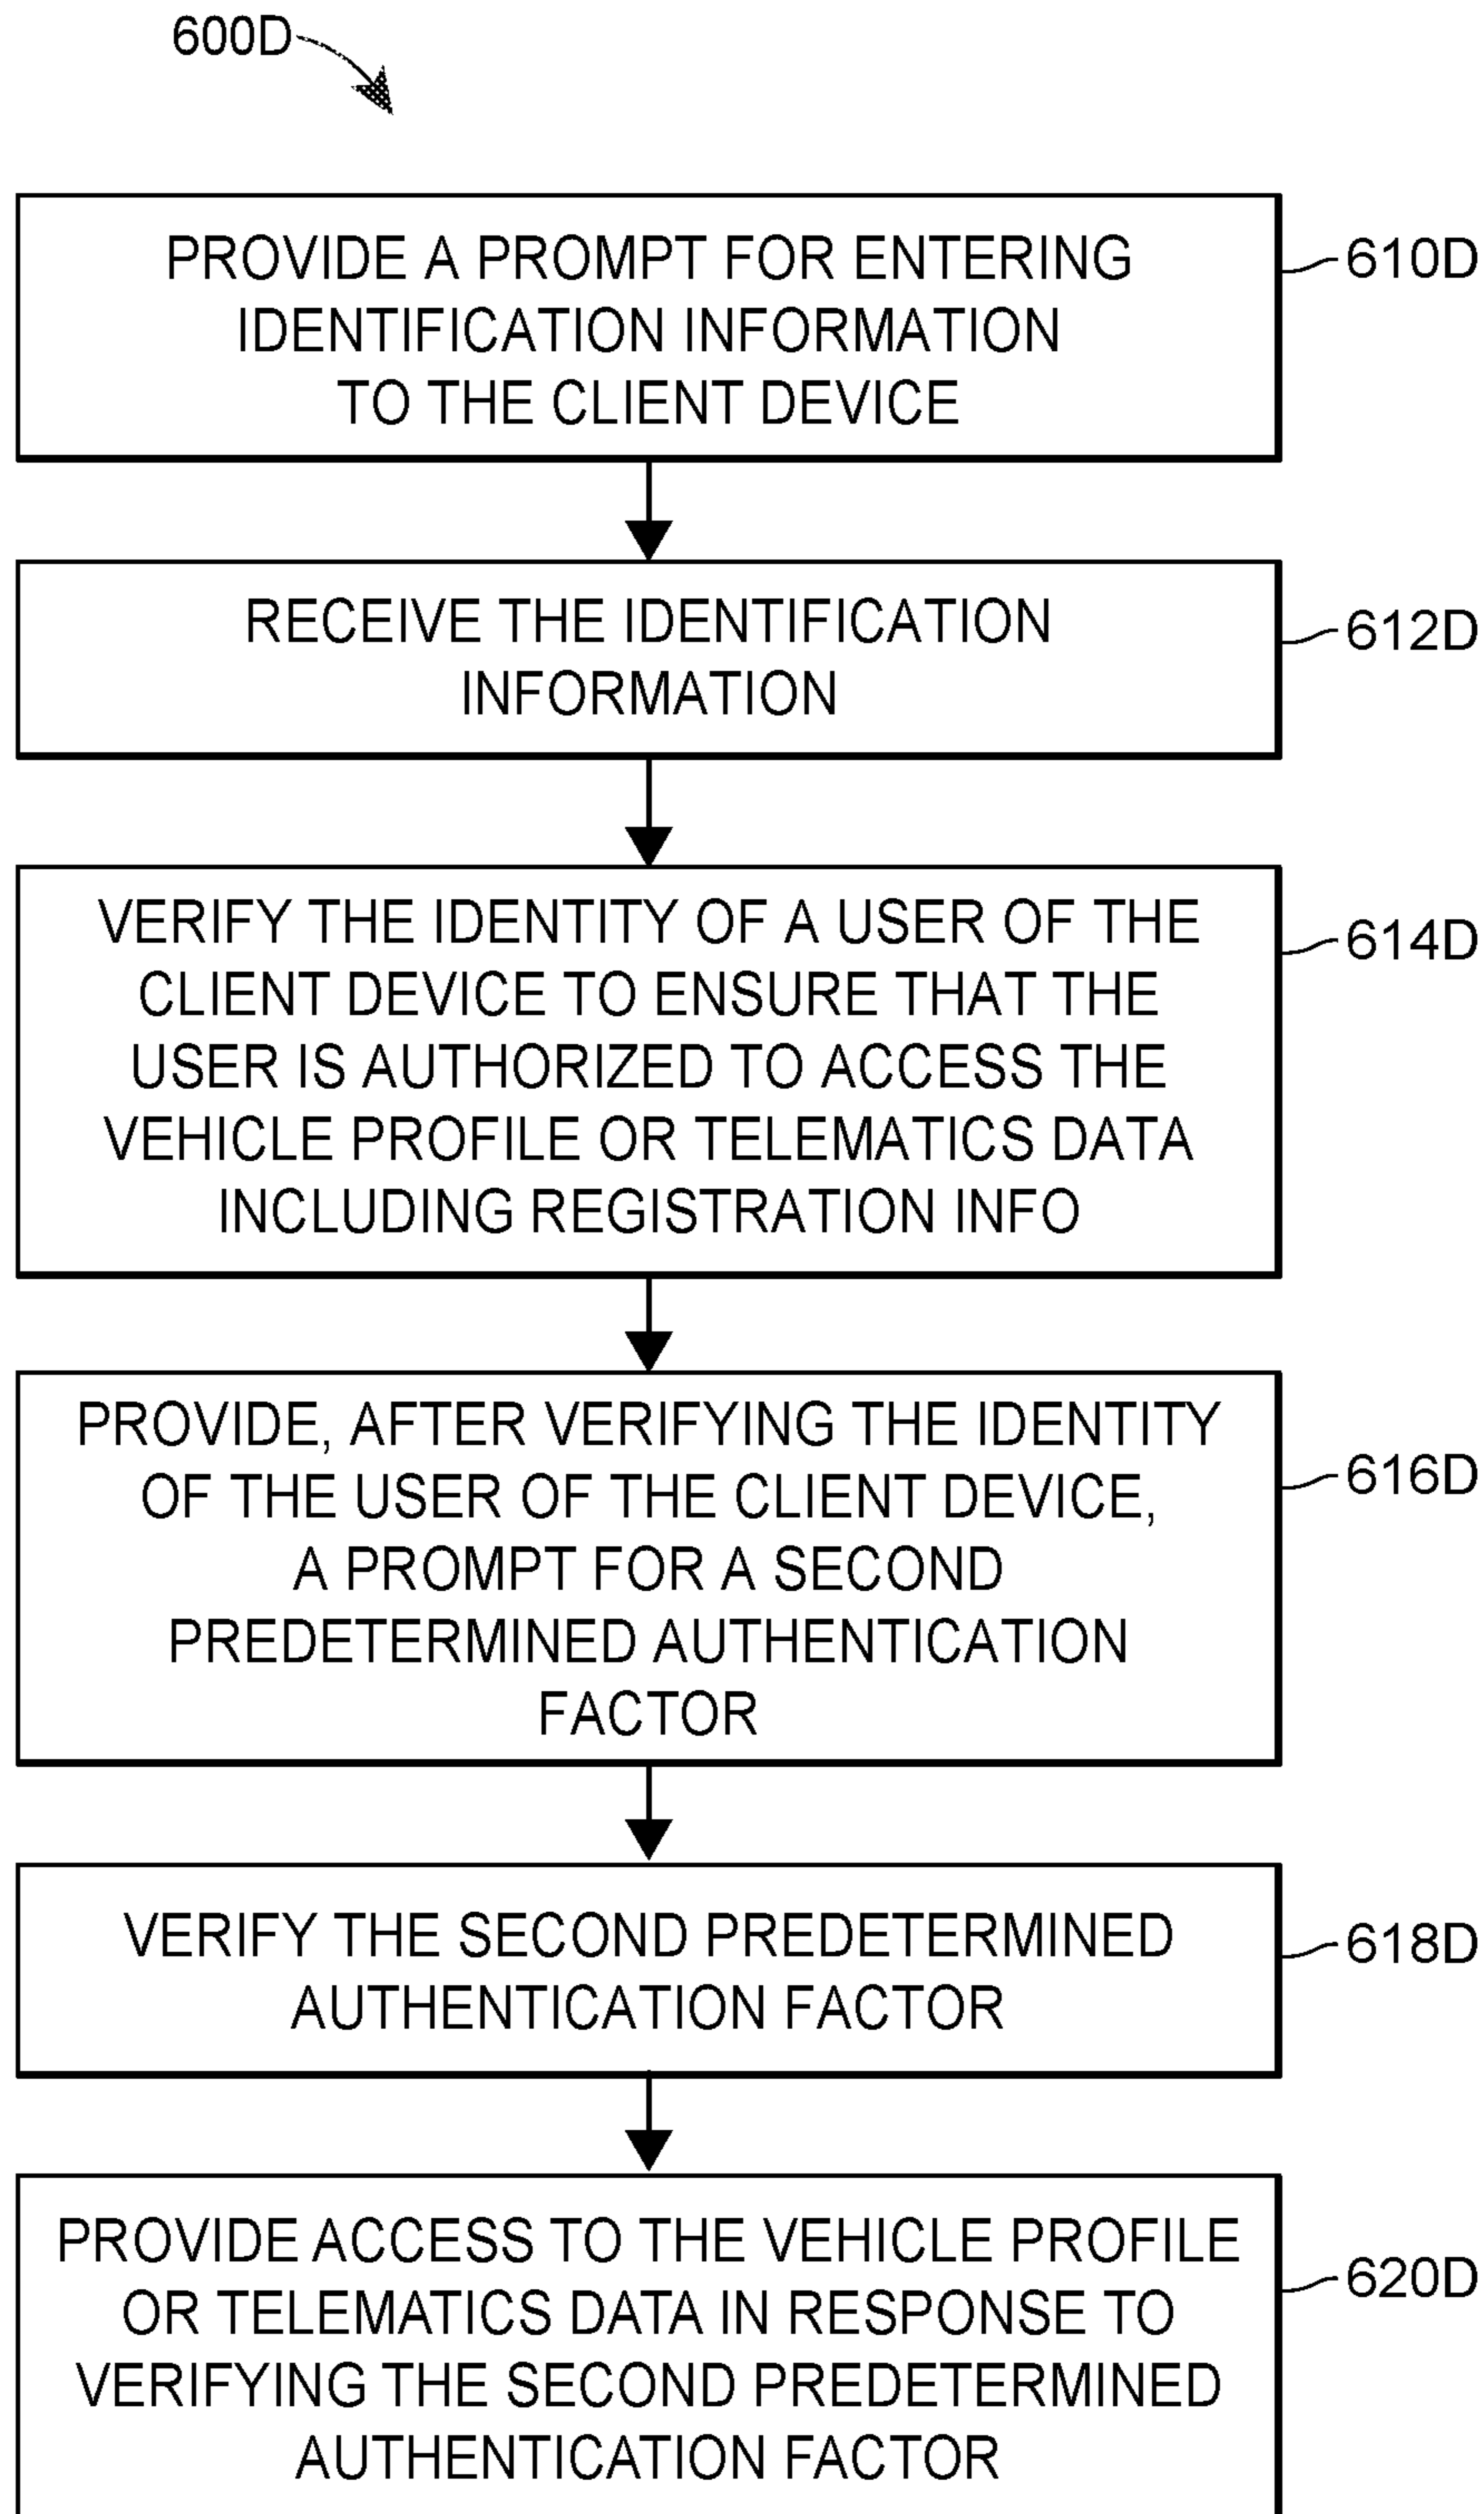 600D
PROVIDE A PROMPT FOR ENTERING
IDENTIFICATION INFORMATION
TO THE CLIENT DEVICE
610D
RECEIVE THE IDENTIFICATION
INFORMATION
612D
VERIFY THE IDENTITY OF A USER OF THE
CLIENT DEVICE TO ENSURE THAT THE
USER IS AUTHORIZED TO ACCESS THE
VEHICLE PROFILE OR TELEMATICS DATA
INCLUDING REGISTRATION INFO
614D
PROVIDE, AFTER VERIFYING THE IDENTITY
OF THE USER OF THE CLIENT DEVICE,
A PROMPT FOR A SECOND
PREDETERMINED AUTHENTICATION
FACTOR
616D
VERIFY THE SECOND PREDETERMINED
AUTHENTICATION FACTOR
618D
PROVIDE ACCESS TO THE VEHICLE PROFILE
OR TELEMATICS DATA IN RESPONSE TO
VERIFYING THE SECOND PREDETERMINED
AUTHENTICATION FACTOR
620D